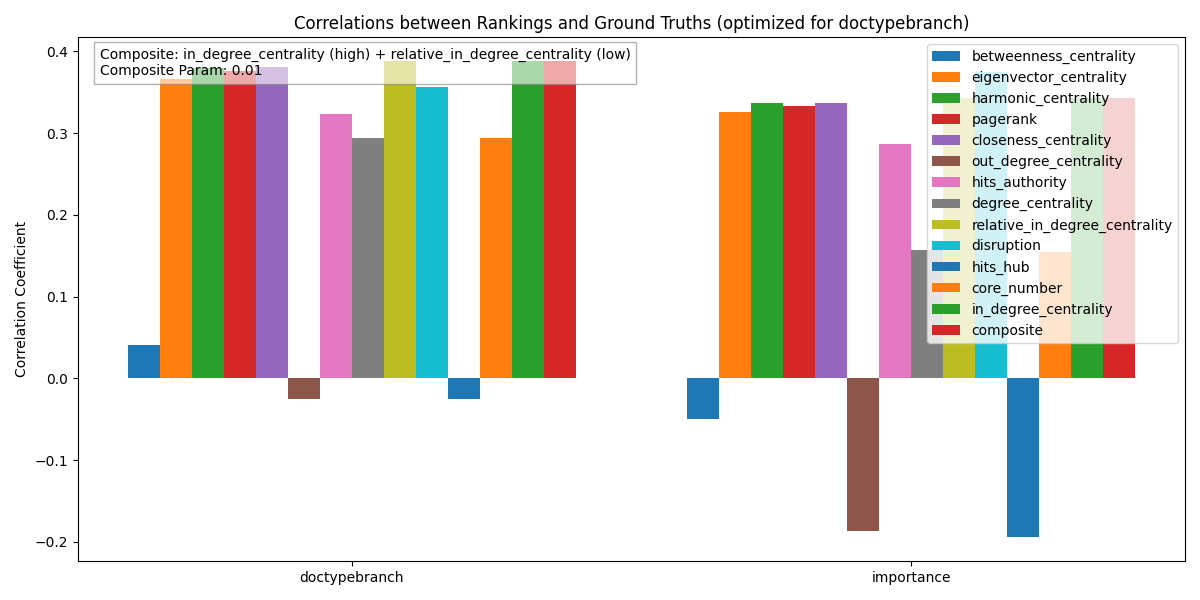 Correlations between Rankings and Ground Truths (optimized for doctypebranch)
Composite: in_degree_centrality (high) + relative_in_degree_centrality (low)
Composite Param: 0.01
betweenness_centrality
eigenvector_centrality
harmonic_centrality
pagerank
closeness_centrality
out_degree_centrality
hits_authority
degree_centrality
relative_in_degree_centrality
disruption
hits_hub
core_number
in_degree_centrality
composite
Correlation Coefficient
0.4
0.3
0.2
0.1
0.0
−0.1
−0.2
doctypebranch
importance